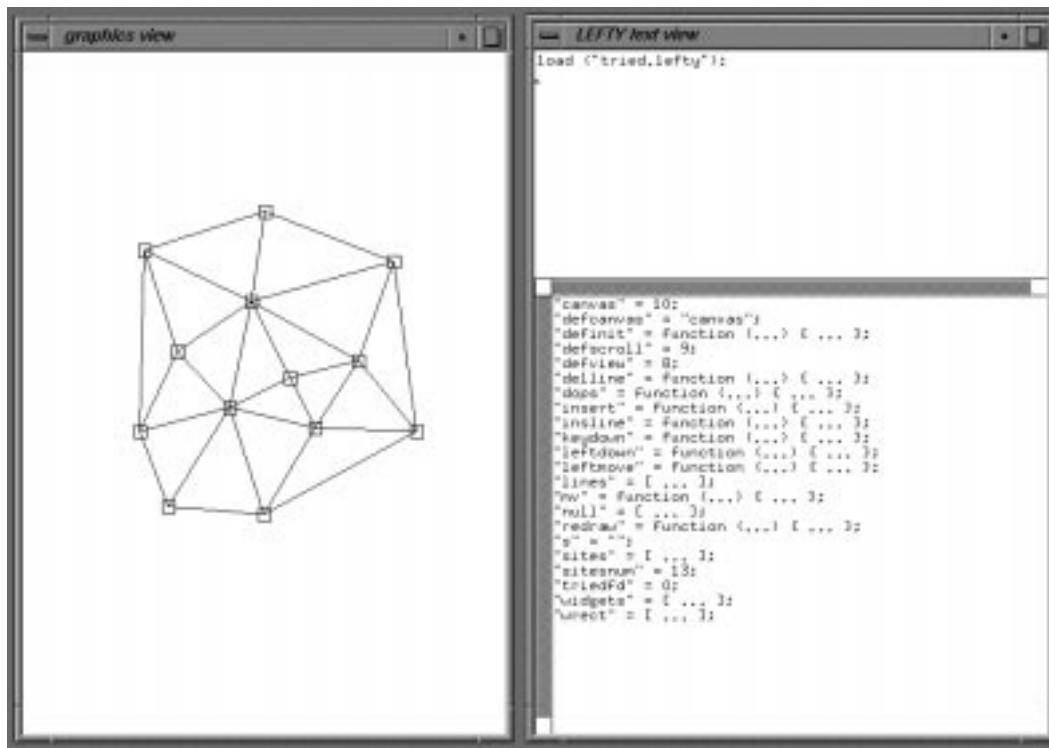 graphics view
LEFTY text view
load ("tried.lefty");
"canvas" = 10;
"defcanvas" = "canvas";
"definit" = function (...) { ... };
"defscroll" = 9;
"defview" = 8;
"delline" = function (...) { ... };
"dops" = function (...) { ... };
"insert" = function (...) { ... };
"insline" = function (...) { ... };
"keydown" = function (...) { ... };
"leftdown" = function (...) { ... };
"leftmove" = function (...) { ... };
"lines" = [ ... ];
"mv" = function (...) { ... };
"null" = [ ... ];
"redraw" = function (...) { ... };
"s" = "";
"sites" = [ ... ];
"sitesnum" = 13;
"triedfd" = 0;
"widgets" = [ ... ];
"wrect" = [ ... ];